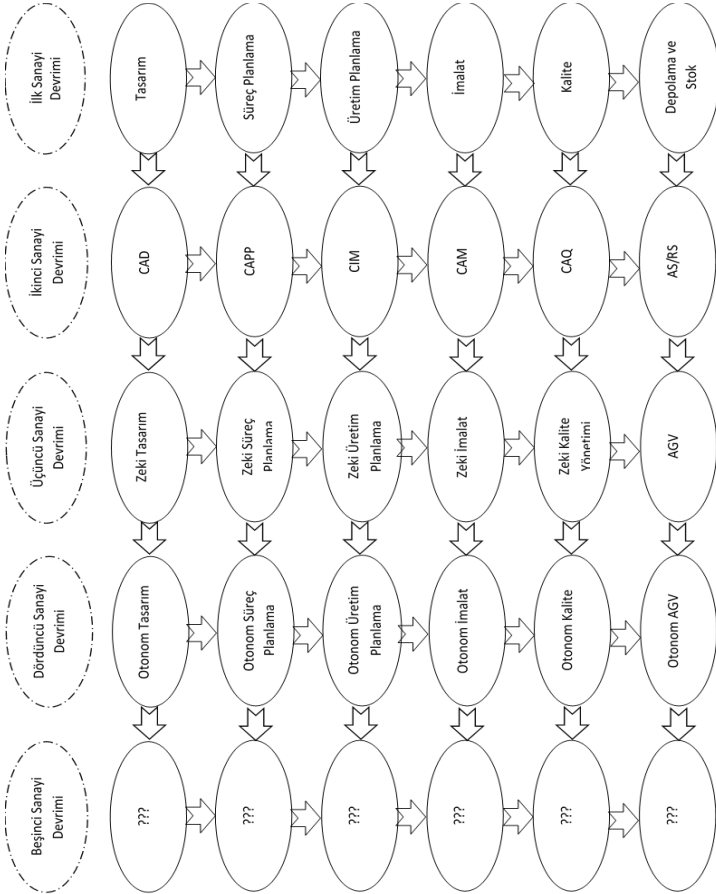 İlk Sanayi
Devrimi
Tasarım
Süreç Planlama
Üretim Planlama
İmalat
Kalite
Depolama ve
Stok
İkinci Sanayi
Devrimi
CAD
CAPP
CIM
CAM
CAQ
AS/RS
Üçüncü Sanayi
Devrimi
Zeki Tasarım
Zeki Süreç
Planlama
Zeki Üretim
Planlama
Zeki İmalat
Zeki Kalite
Yönetimi
AGV
Dördüncü Sanayi
Devrimi
Otonom Tasarım
Otonom Süreç
Planlama
Otonom Üretim
Planlama
Otonom İmalat
Otonom Kalite
Otonom AGV
Beşinci Sanayi
Devrimi
???
???
???
???
???
???